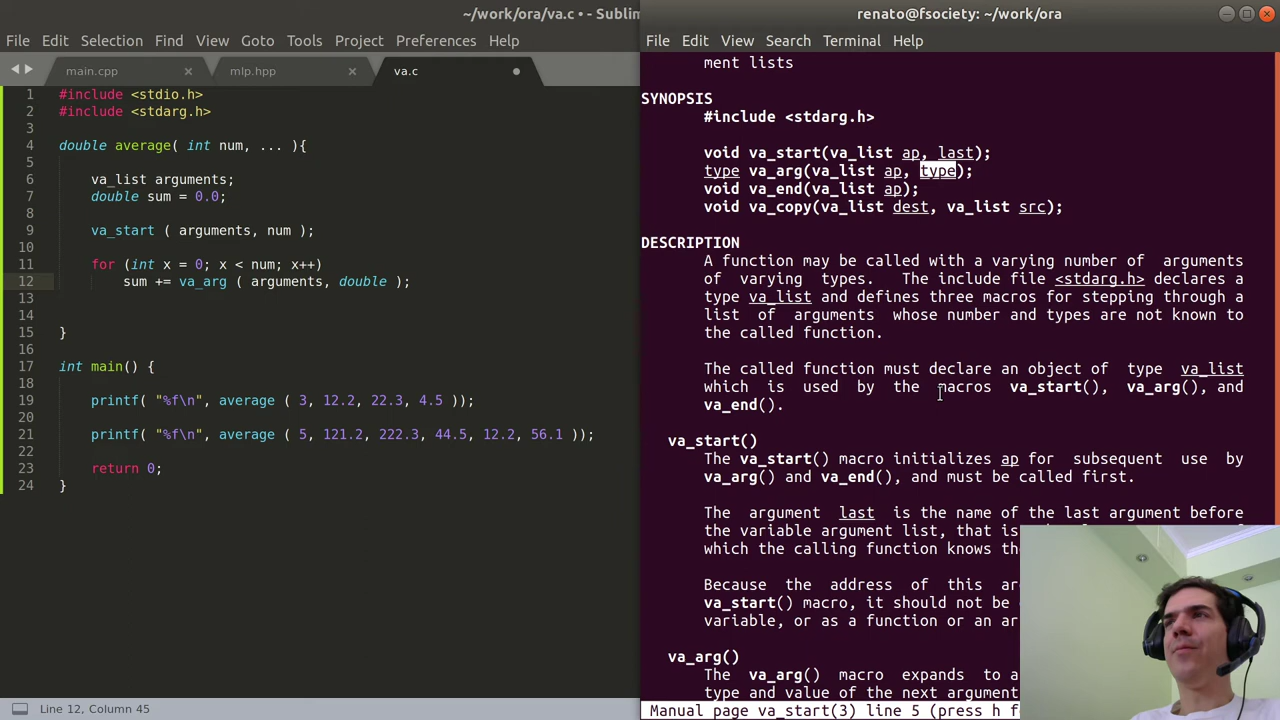 ~/work/ora/va.c • - Sublim
File Edit Selection Find View Goto Tools Project Preferences Help
main.cpp × mlp.hpp × va.c
1 #include <stdio.h>
2 #include <stdarg.h>
3
4 double average( int num, ... ){
5
6 va_list arguments;
7 double sum = 0.0;
8
9 va_start ( arguments, num );
10
11 for (int x = 0; x < num; x++)
12 sum += va_arg ( arguments, double );
13
14
15 }
16
17 int main() {
18
19 printf( "%f\n", average ( 3, 12.2, 22.3, 4.5 ));
20
21 printf( "%f\n", average ( 5, 121.2, 222.3, 44.5, 12.2, 56.1 ));
22
23 return 0;
24 }
Line 12, Column 45
renato@fsociety: ~/work/ora
File Edit View Search Terminal Help
ment lists
SYNOPSIS
#include <stdarg.h>
void va_start(va_list ap, last);
type va_arg(va_list ap, type);
void va_end(va_list ap);
void va_copy(va_list dest, va_list src);
DESCRIPTION
A function may be called with a varying number of arguments
of varying types. The include file <stdarg.h> declares a
type va_list and defines three macros for stepping through a
list of arguments whose number and types are not known to
the called function.
The called function must declare an object of type va_list
which is used by the macros va_start(), va_arg(), and
va_end().
va_start()
The va_start() macro initializes ap for subsequent use by
va_arg() and va_end(), and must be called first.
The argument last is the name of the last argument before
the variable argument list, that is
which the calling function knows
Because the address of this
va_start() macro, it should not be
variable, or as a function or an
va_arg()
The va_arg() macro expands to
type and value of the next argument
Manual page va_start(3) line 5 (press h